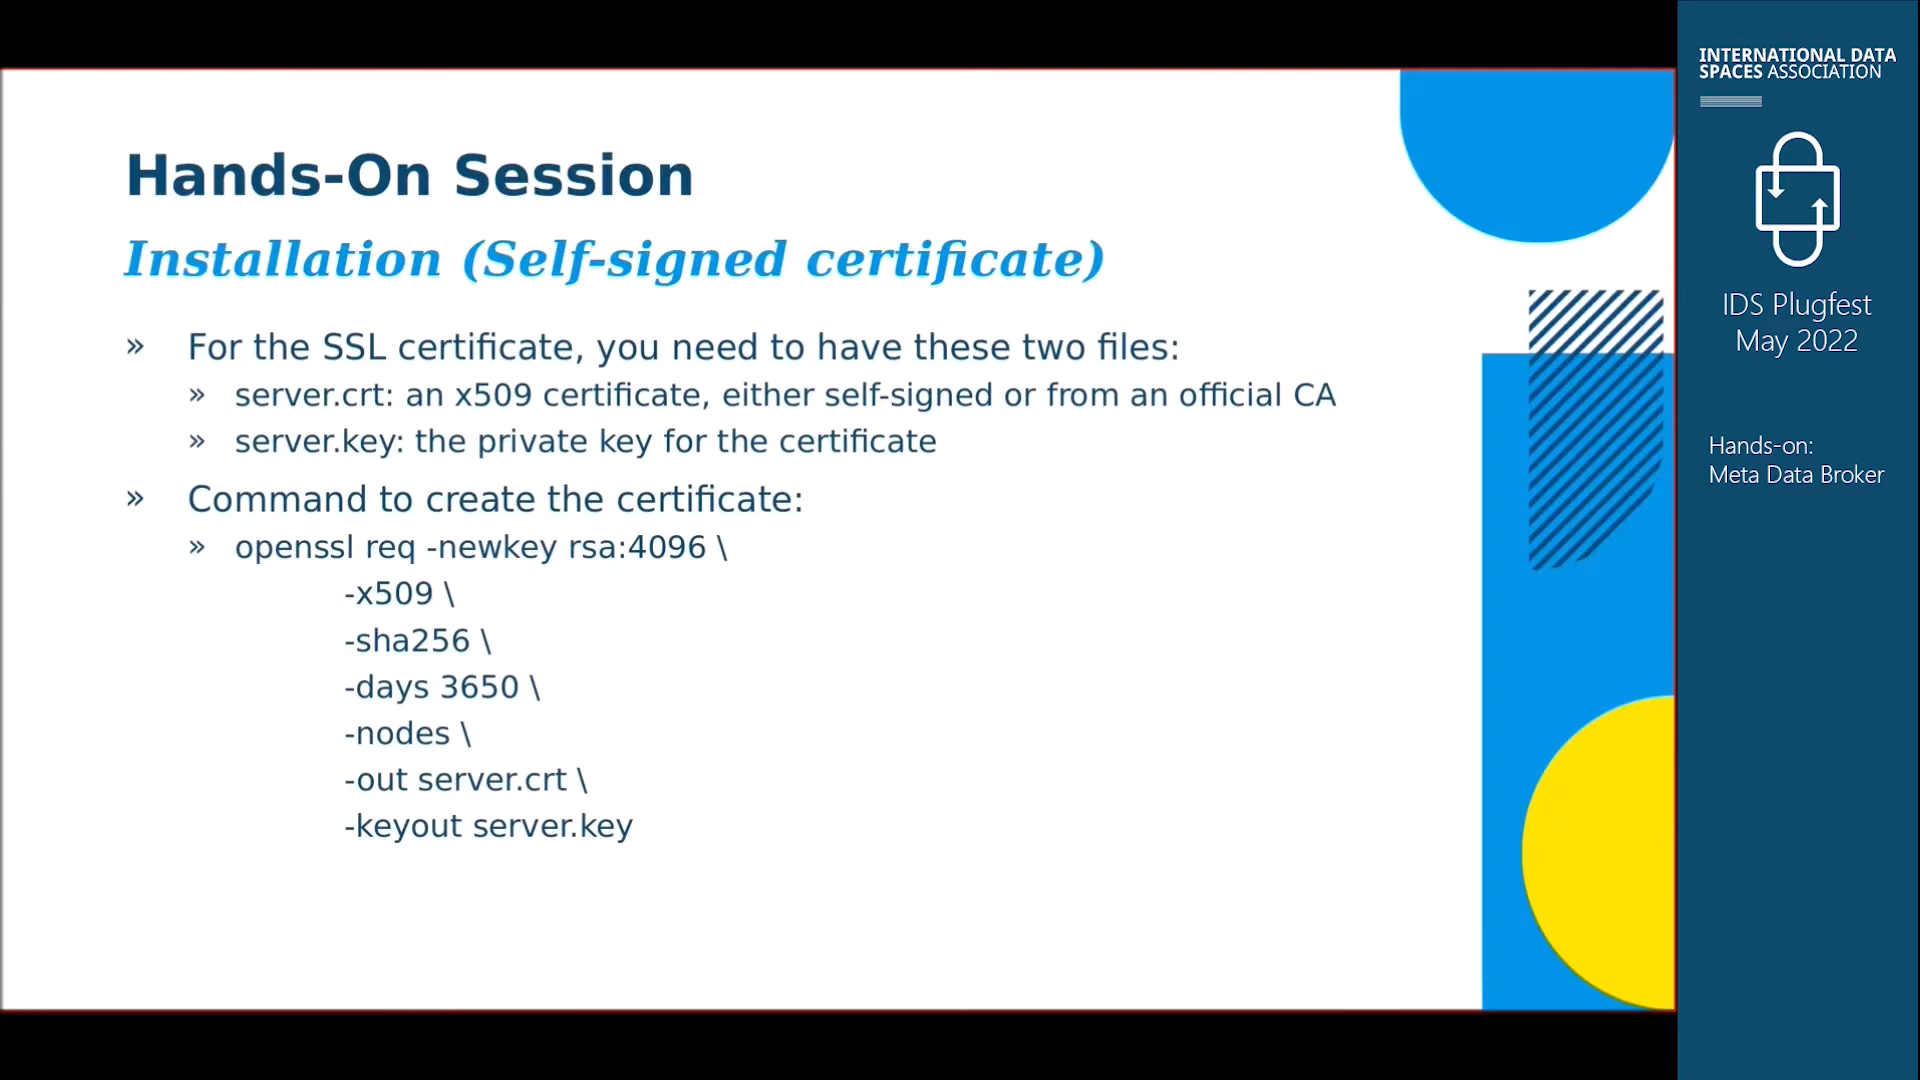 Hands-On Session
Installation (Self-signed certificate)
» For the SSL certificate, you need to have these two files:
» server.crt: an x509 certificate, either self-signed or from an official CA
» server.key: the private key for the certificate
» Command to create the certificate:
» openssl req -newkey rsa:4096 \
-x509 \
-sha256 \
-days 3650 \
-nodes \
-out server.crt \
-keyout server.key
INTERNATIONAL DATA
SPACES ASSOCIATION
IDS Plugfest
May 2022
Hands-on:
Meta Data Broker